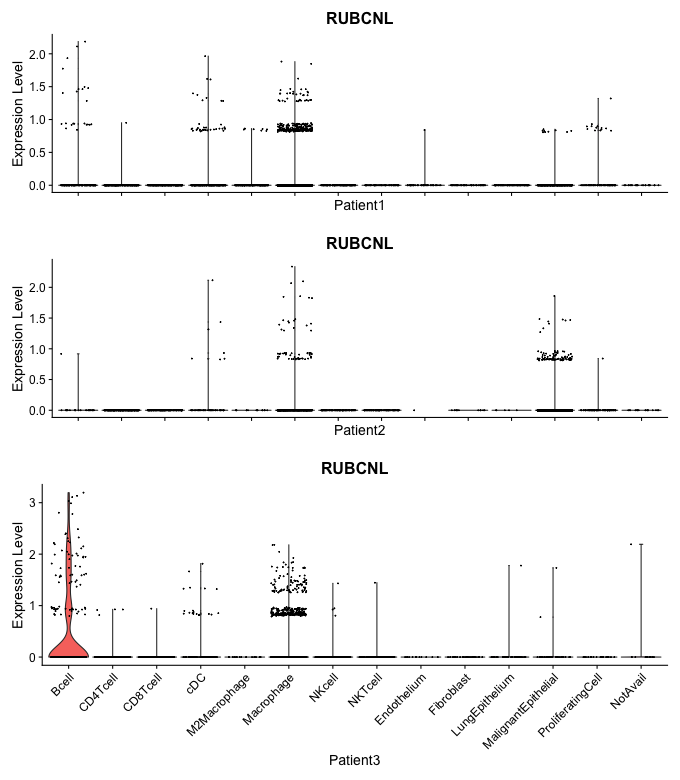 RUBCNL
Expression Level
2.0
1.5
1.0
0.5
0.0
Patient1
RUBCNL
Expression Level
2.0
1.5
1.0
0.5
0.0
Patient2
RUBCNL
Expression Level
3
2
1
0
Bcell
CD4Tcell
CD8Tcell
cDC
M2Macrophage
Macrophage
NKcell
NKTcell
Endothelium
Fibroblast
LungEpithelium
MalignantEpithelial
ProliferatingCell
NotAvail
Patient3